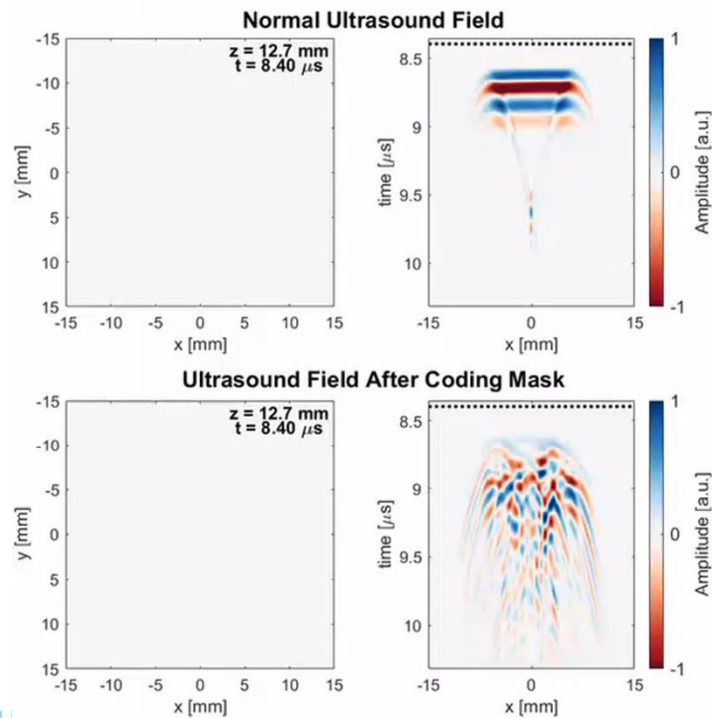 Normal Ultrasound Field
-15
-10
-5
0
5
10
15
y [mm]
z = 12.7 mm
t = 8.40 μs
-15 -10 -5 0 5 10 15
x [mm]
8.5
9
9.5
10
time [μs]
-15 0 15
x [mm]
1
0
-1
Amplitude [a.u.]
Ultrasound Field After Coding Mask
-15
-10
-5
0
5
10
15
y [mm]
z = 12.7 mm
t = 8.40 μs
-15 -10 -5 0 5 10 15
x [mm]
8.5
9
9.5
10
time [μs]
-15 0 15
x [mm]
1
0
-1
Amplitude [a.u.]